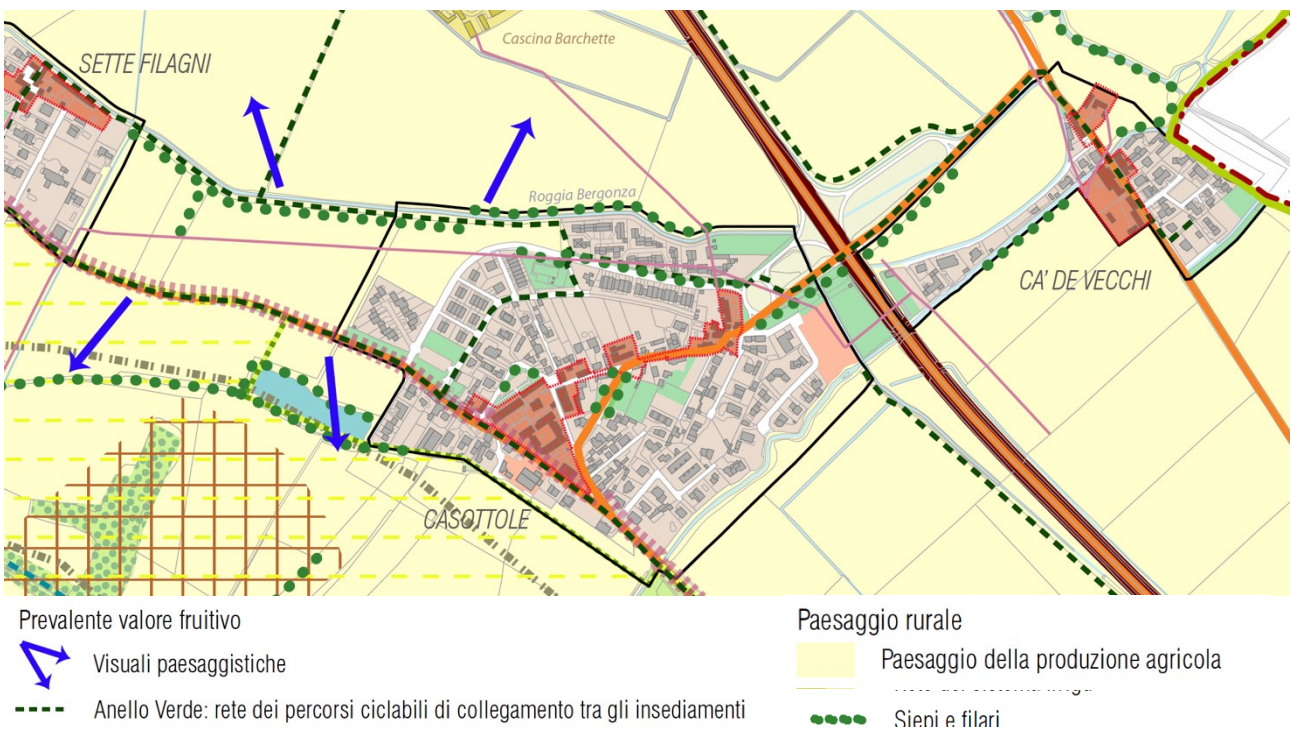 Cascina Barchette
SETTE FILAGNI
Roggia Bergonza
CA' DE VECCHI
CASOTTOLE
Prevalente valore fruitivo
Visuali paesaggistiche
Anello Verde: rete dei percorsi ciclabili di collegamento tra gli insediamenti
Paesaggio rurale
Paesaggio della produzione agricola
Siepi e filari